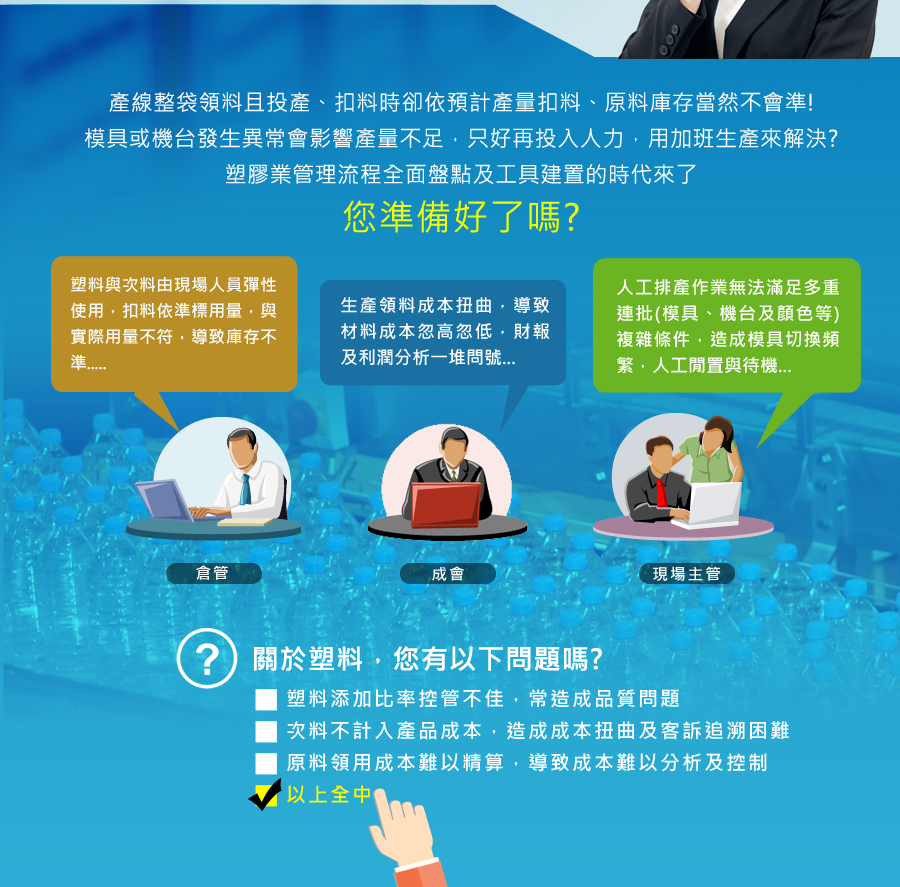 產線整袋領料且投產、扣料時卻依預計產量扣料、原料庫存當然不會準!
模具或機台發生異常會影響產量不足，只好再投入人力，用加班生產來解決?
塑膠業管理流程全面盤點及工具建置的時代來了
您準備好了嗎?
塑料與次料由現場人員彈性
使用，扣料依準標用量，與
實際用量不符，導致庫存不
準.....
生產領料成本扭曲，導致
材料成本忽高忽低，財報
及利潤分析一堆問號...
人工排產作業無法滿足多重
連批(模具、機台及顏色等)
複雜條件，造成模具切換頻
繁，人工閒置與待機...
倉管
成會
現場主管
?
關於塑料，您有以下問題嗎?
塑料添加比率控管不佳，常造成品質問題
次料不計入產品成本，造成成本扭曲及客訴追溯困難
原料領用成本難以精算，導致成本難以分析及控制
以上全中